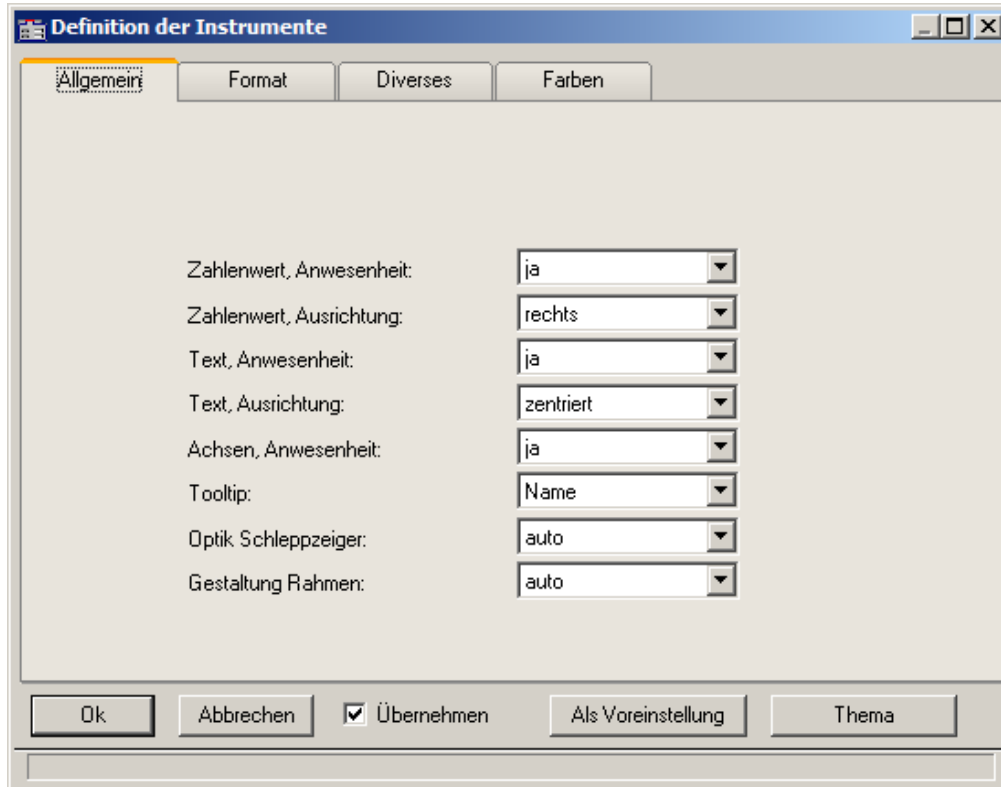 Definition der Instrumente
Allgemein Format Diverses Farben
Zahlenwert, Anwesenheit: ja
Zahlenwert, Ausrichtung: rechts
Text, Anwesenheit: ja
Text, Ausrichtung: zentriert
Achsen, Anwesenheit: ja
Tooltip: Name
Optik Schleppzeiger: auto
Gestaltung Rahmen: auto
Ok Abbrechen Übernehmen Als Voreinstellung Thema